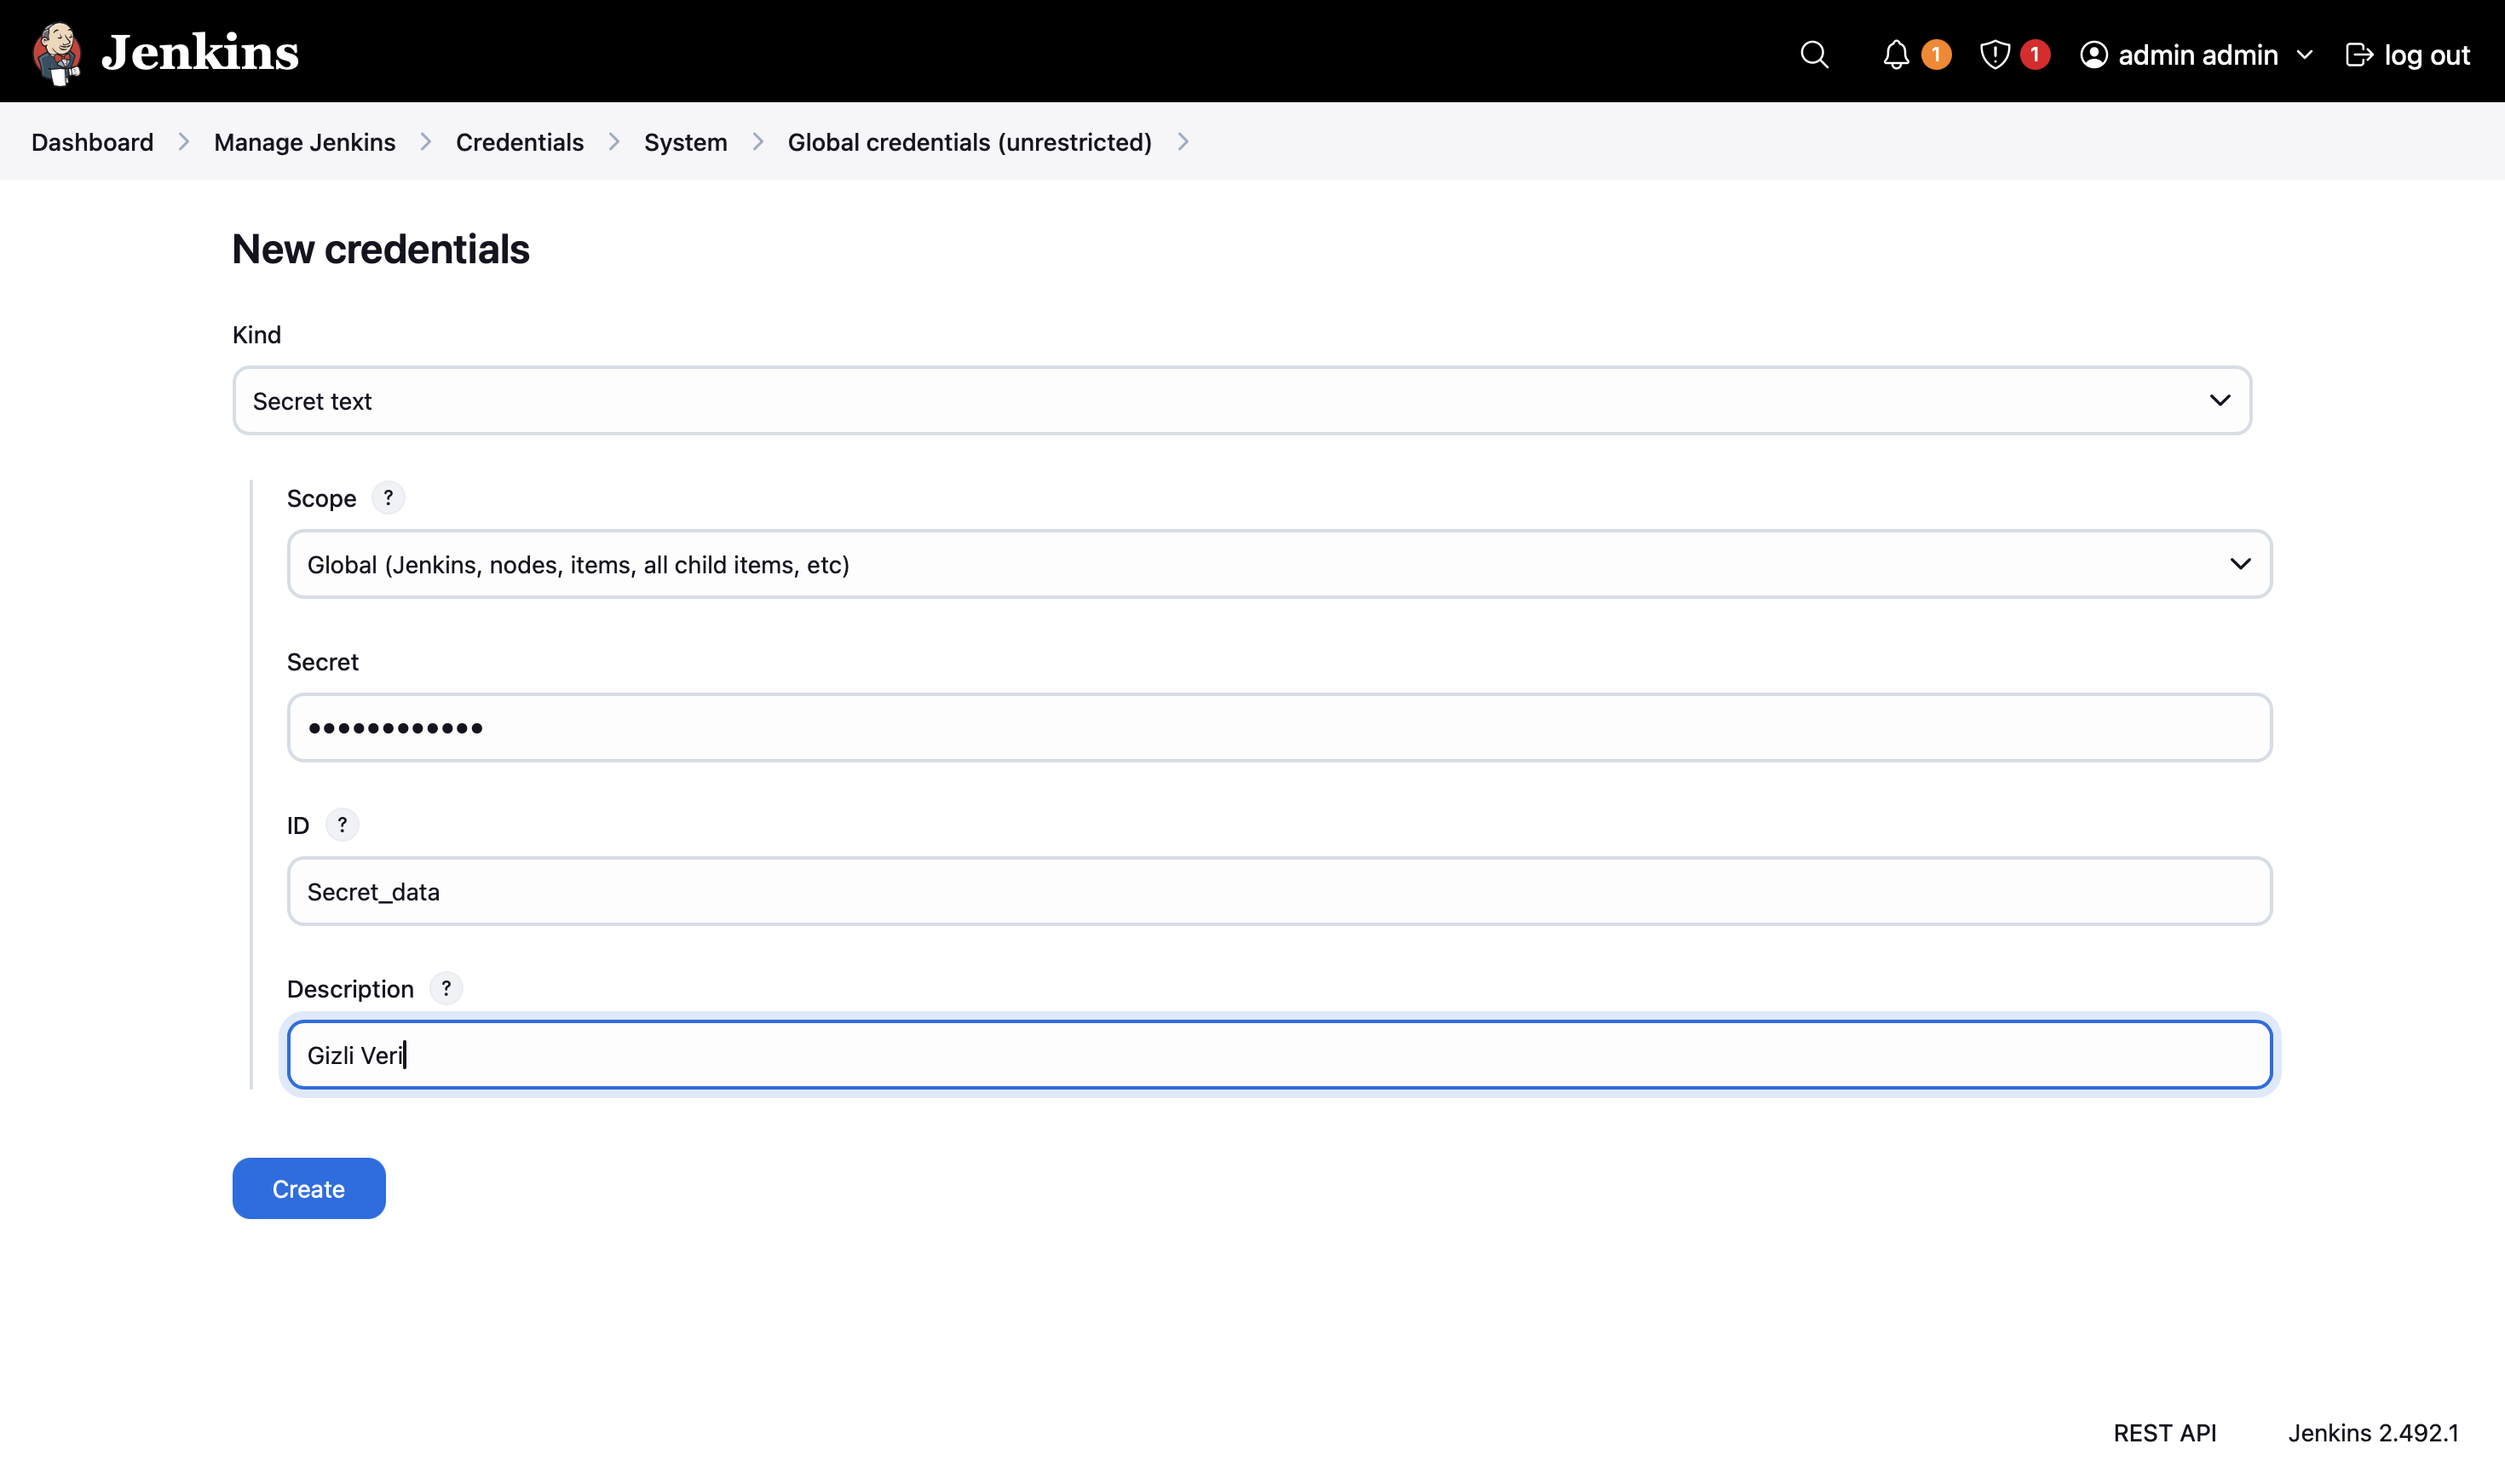 Jenkins
1
1
admin admin
log out
Dashboard > Manage Jenkins > Credentials > System > Global credentials (unrestricted) >
New credentials
Kind
Secret text
Scope ?
Global (Jenkins, nodes, items, all child items, etc)
Secret
••••••••••••
ID ?
Secret_data
Description ?
Gizli Veri
Create
REST API
Jenkins 2.492.1